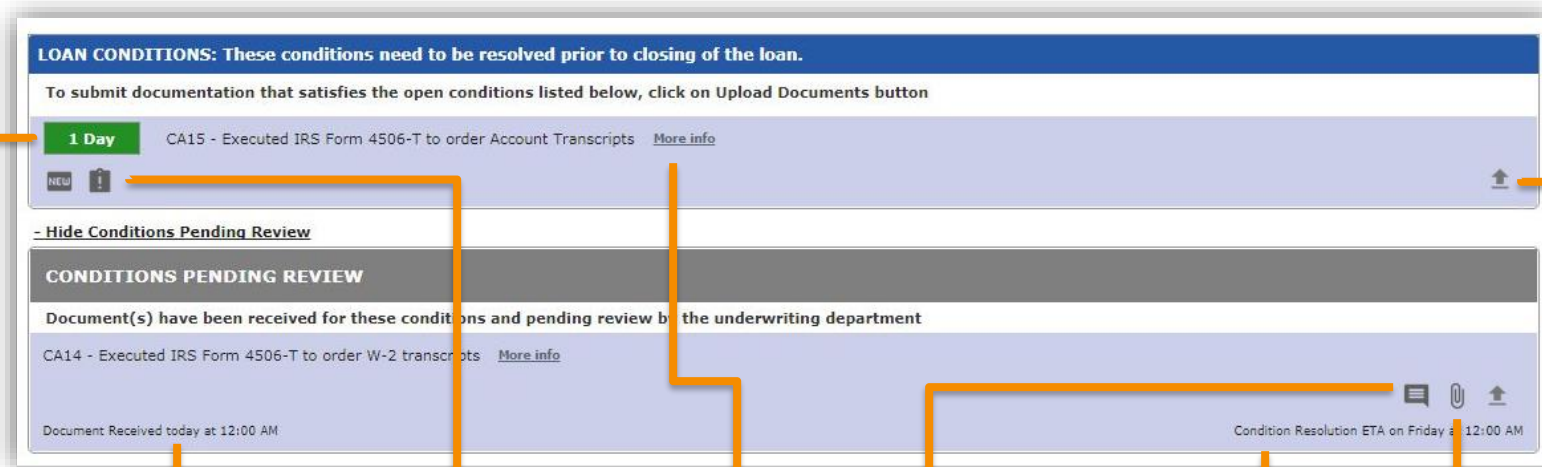 LOAN CONDITIONS: These conditions need to be resolved prior to closing of the loan.
To submit documentation that satisfies the open conditions listed below, click on Upload Documents button
1 Day CA15 - Executed IRS Form 4506-T to order Account Transcripts More info
NEW
- Hide Conditions Pending Review
CONDITIONS PENDING REVIEW
Document(s) have been received for these conditions and pending review by the underwriting department
CA14 - Executed IRS Form 4506-T to order W-2 transcripts More info
Document Received today at 12:00 AM Condition Resolution ETA on Friday at 12:00 AM